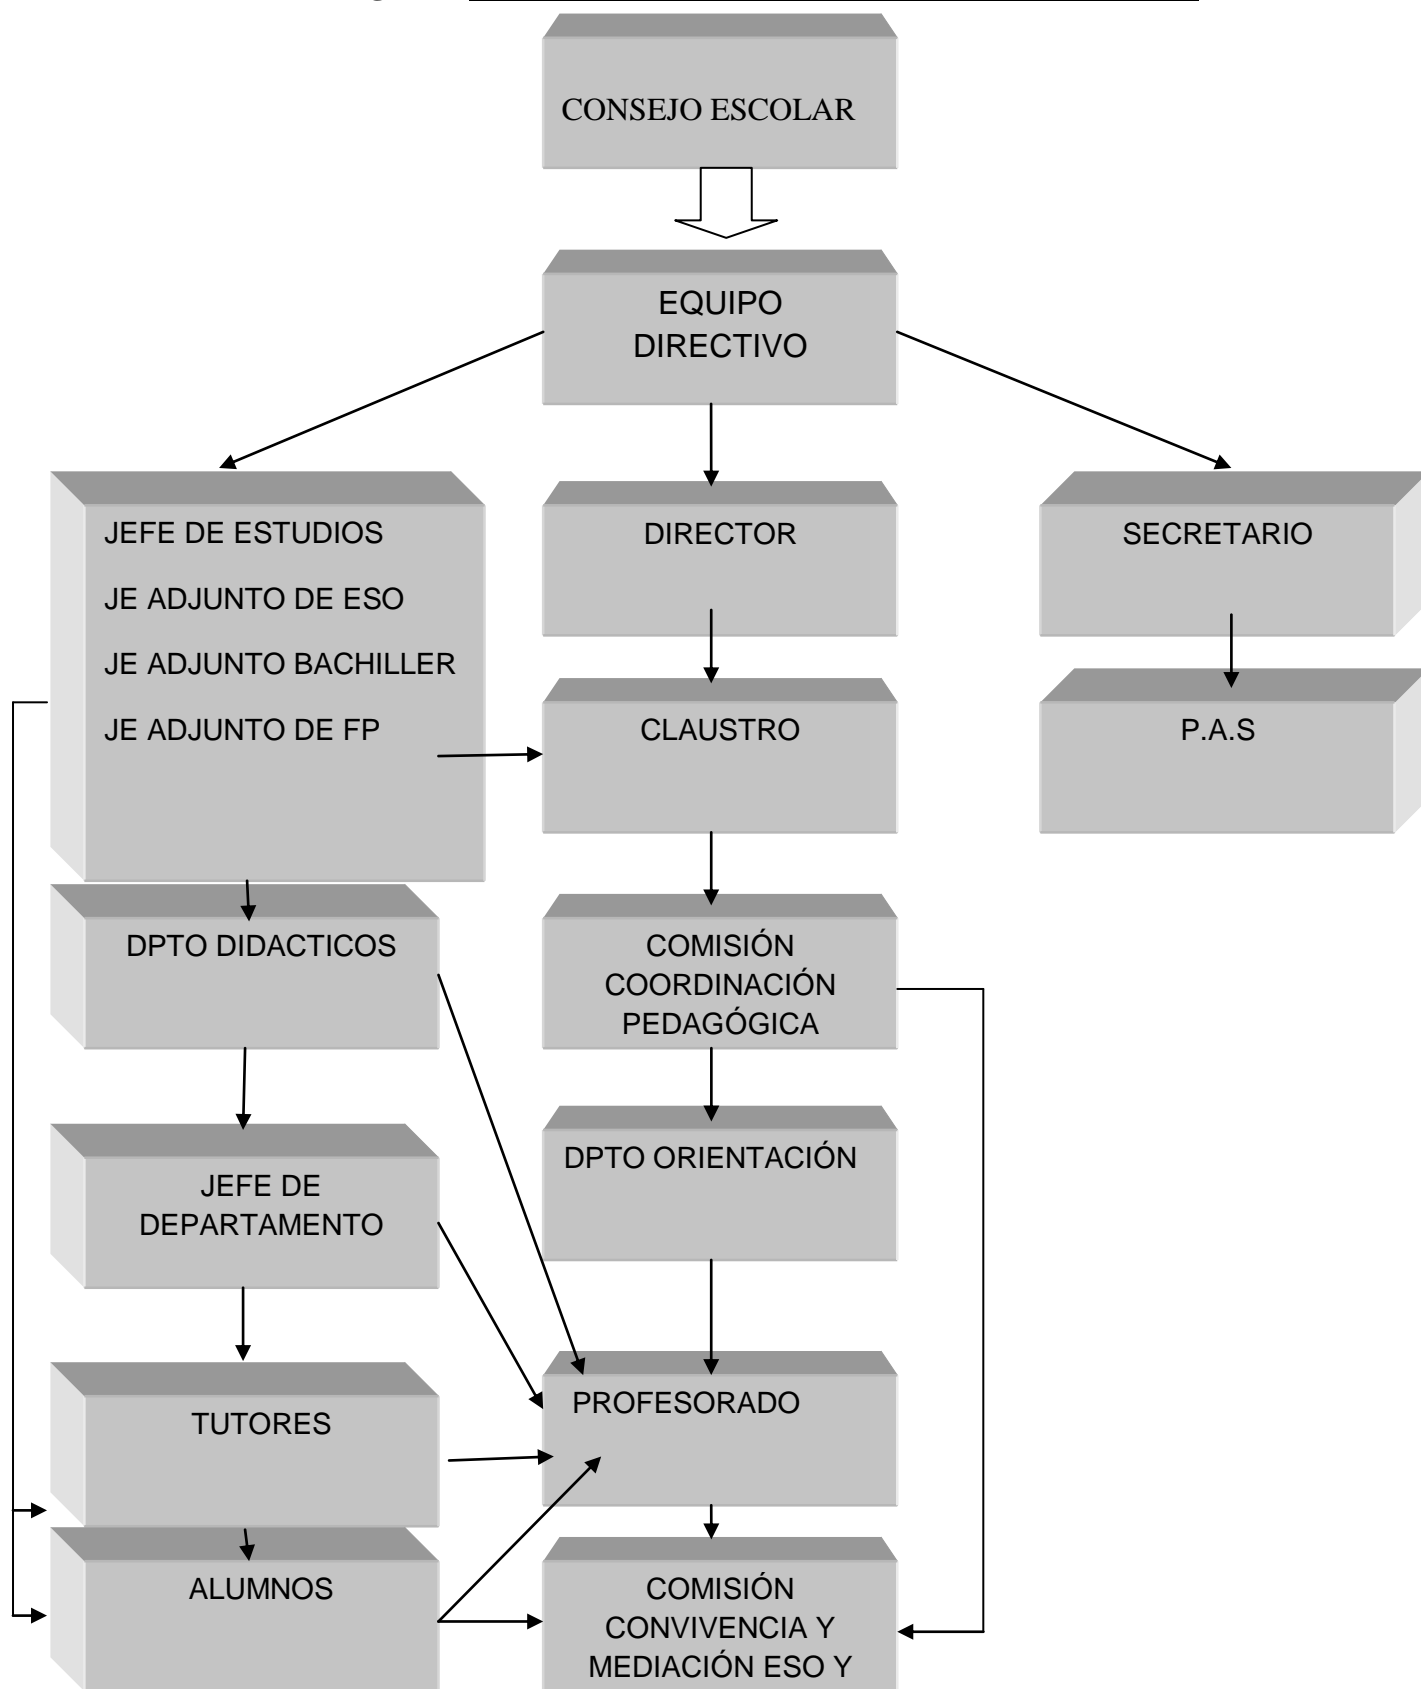 CONSEJO ESCOLAR
EQUIPO
DIRECTIVO
JEFE DE ESTUDIOS
JE ADJUNTO DE ESO
JE ADJUNTO BACHILLER
JE ADJUNTO DE FP
DIRECTOR
SECRETARIO
CLAUSTRO
P.A.S
DPTO DIDACTICOS
COMISIÓN
COORDINACIÓN
PEDAGÓGICA
JEFE DE
DEPARTAMENTO
DPTO ORIENTACIÓN
TUTORES
PROFESORADO
ALUMNOS
COMISIÓN
CONVIVENCIA Y
MEDIACIÓN ESO Y